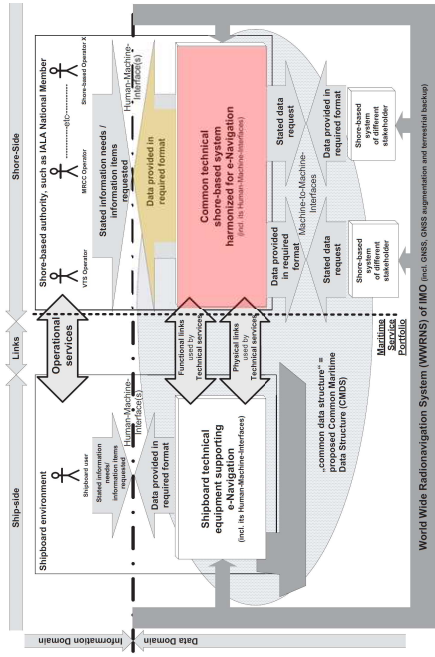 Ship-side
Links
Shore-Side
Shipboard environment
Shipboard user
Stated information
needs/
information items
requested
Human-Machine-
Interface(s)
Data provided in
required format
Shipboard technical
equipment supporting
e-Navigation
(incl. its Human-Machine-Interfaces)
Operational
services
Functional links
used by
Technical services
Physical links
used by
Technical services
Shore-based authority, such as IALA National Member
VTS Operator
MRCC Operator
etc
Shore-based Operator X
Stated information needs /
information items
requested
Human-Machine-
Interface(s)
Data provided in
required format
Common technical
shore-based system
harmonized for e-Navigation
(incl. its Human-Machine-Interfaces)
Data provided
in required
format
Stated data
request
Stated data
request
Data provided in
required format
Machine-to-Machine-
Interfaces
Shore-based
system
of different
stakeholder
Shore-based
system
of different
stakeholder
„common data structure“ =
proposed Common Maritime
Data Structure (CMDS)
Maritime
Service
Portfolio
World Wide Radionavigation System (WWRNS) of IMO (incl. GNSS, GNSS augmentation and terrestrial backup)
Information Domain
Data Domain